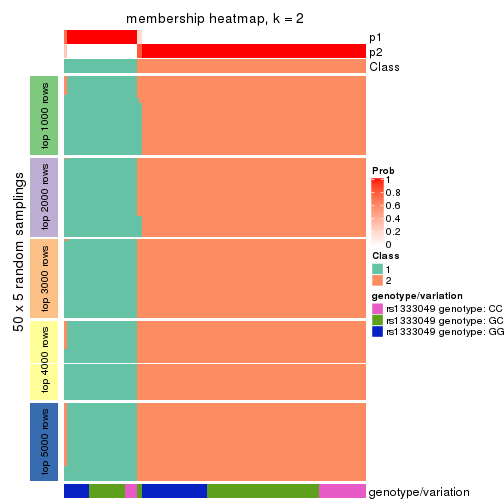 membership heatmap, k = 2
p1
p2
Class
50 x 5 random samplings
top 1000 rows
top 2000 rows
top 3000 rows
top 4000 rows
top 5000 rows
Prob
1
0.8
0.6
0.4
0.2
0
Class
1
2
genotype/variation
rs1333049 genotype: CC
rs1333049 genotype: GC
rs1333049 genotype: GG
genotype/variation